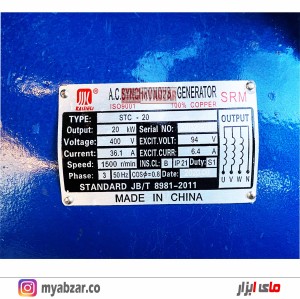 A.C. SYNCHRONOUS GENERATOR
ISO9001 100% COPPER SRM
TYPE: STC - 20 OUTPUT
Output: 20 kW Serial No:
Voltage: 400 V EXCIT.VOLT: 94 V
Current: 36.1 A EXCIT.CURR: 6.4 A
Speed: 1500 r/min INS.CL: B IP21 Duty: S1
Phase: 3 50Hz COSΦ=0.8 Date: U V W N
STANDARD JB/T 8981-2011
MADE IN CHINA
myabzar.co
مای ابزار